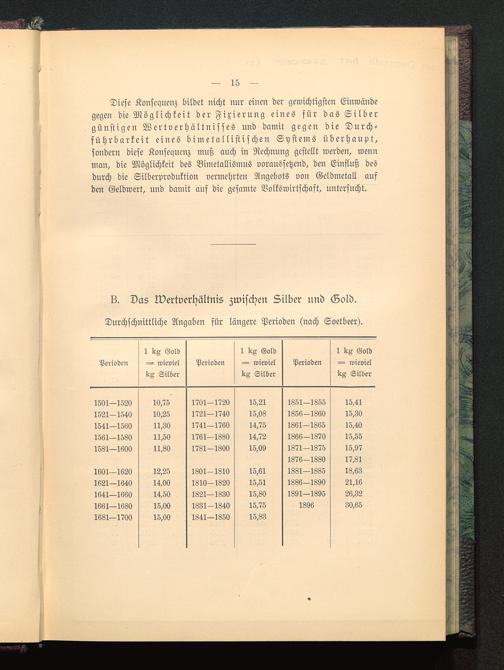 — 15 —
Diese Konsequenz bildet nicht nur einen der gewichtigsten Einwände
gegen die Möglichkeit der Fixierung eines für das Silber
günstigen Wertverhältnisses und damit gegen die Durch-
führbarkeit eines bimetallistischen Systems überhaupt,
sondern diese Konsequenz muß auch in Rechnung gestellt werden, wenn
man, die Möglichkeit des Bimetallismus voraussetzend, den Einfluß des
durch die Silberproduktion vermehrten Angebots von Geldmetall auf
den Geldwert, und damit auf die gesamte Volkswirtschaft, untersucht.
B. Das Wertverhältnis zwischen Silber und Gold.
Durchschnittliche Angaben für längere Perioden (nach Soetbeer).
Perioden 1 kg Gold = wieviel kg Silber Perioden 1 kg Gold = wieviel kg Silber Perioden 1 kg Gold = wieviel kg Silber
1501—1520 10,75 1701—1720 15,21 1851—1855 15,41
1521—1540 10,25 1721—1740 15,08 1856—1860 15,30
1541—1560 11,30 1741—1760 14,75 1861—1865 15,40
1561—1580 11,50 1761—1880 14,72 1866—1870 15,55
1581—1600 11,80 1781—1800 15,09 1871—1875 15,97
1876—1880 17,81
1601—1620 12,25 1801—1810 15,61 1881—1885 18,63
1621—1640 14,00 1810—1820 15,51 1886—1890 21,16
1641—1660 14,50 1821—1830 15,80 1891—1895 26,32
1661—1680 15,00 1831—1840 15,75 1896 30,65
1681—1700 15,00 1841—1850 15,83